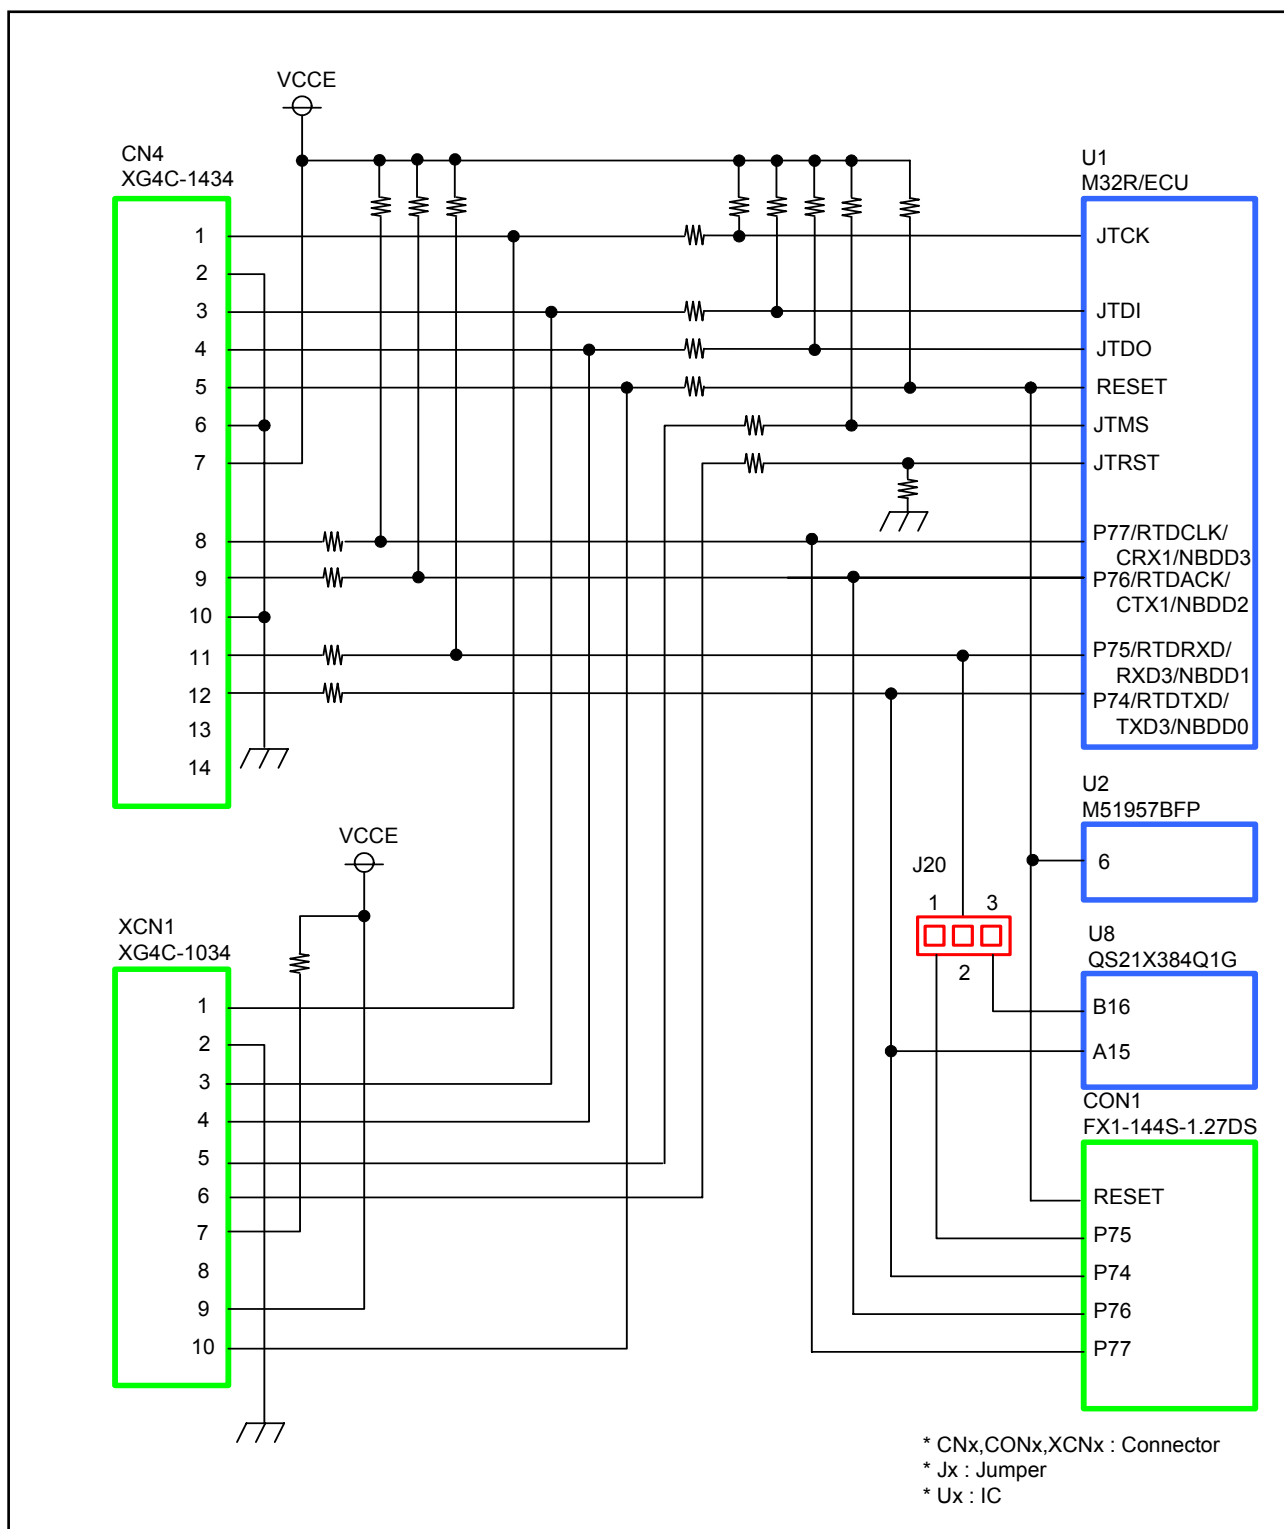 VCCE
CN4
XG4C-1434
1
2
3
4
5
6
7
8
9
10
11
12
13
14
U1
M32R/ECU
JTCK
JTDI
JTDO
RESET
JTMS
JTRST
P77/RTDCLK/
CRX1/NBDD3
P76/RTDACK/
CTX1/NBDD2
P75/RTDRXD/
RXD3/NBDD1
P74/RTDTXD/
TXD3/NBDD0
U2
M51957BFP
6
J20
1 3
2
U8
QS21X384Q1G
B16
A15
CON1
FX1-144S-1.27DS
RESET
P75
P74
P76
P77
VCCE
XCN1
XG4C-1034
1
2
3
4
5
6
7
8
9
10
* CNx,CONx,XCNx : Connector
* Jx : Jumper
* Ux : IC